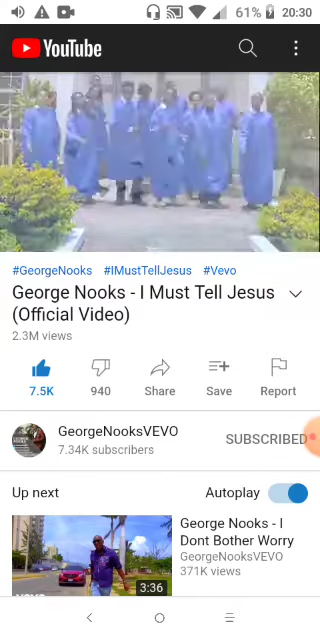 61% 20:30
YouTube
#GeorgeNooks #IMustTellJesus #Vevo
George Nooks - I Must Tell Jesus
(Official Video)
2.3M views
7.5K 940 Share Save Report
GeorgeNooksVEVO
7.34K subscribers
SUBSCRIBED
Up next Autoplay
George Nooks - I
Dont Bother Worry
GeorgeNooksVEVO
371K views
3:36